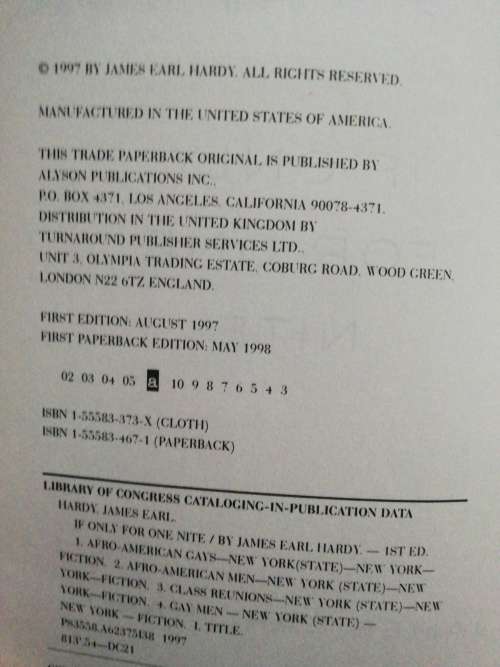 © 1997 BY JAMES EARL HARDY. ALL RIGHTS RESERVED.
MANUFACTURED IN THE UNITED STATES OF AMERICA.
THIS TRADE PAPERBACK ORIGINAL IS PUBLISHED BY
ALYSON PUBLICATIONS INC.,
P.O. BOX 4371, LOS ANGELES, CALIFORNIA 90078-4371.
DISTRIBUTION IN THE UNITED KINGDOM BY
TURNAROUND PUBLISHER SERVICES LTD.,
UNIT 3, OLYMPIA TRADING ESTATE, COBURG ROAD, WOOD GREEN,
LONDON N22 6TZ ENGLAND.
FIRST EDITION: AUGUST 1997
FIRST PAPERBACK EDITION: MAY 1998
02 03 04 05 a 10 9 8 7 6 5 4 3
ISBN 1-55583-373-X (CLOTH)
ISBN 1-55583-467-1 (PAPERBACK)
LIBRARY OF CONGRESS CATALOGING-IN-PUBLICATION DATA
HARDY, JAMES EARL.
IF ONLY FOR ONE NITE / BY JAMES EARL HARDY. — 1ST ED.
1. AFRO-AMERICAN GAYS—NEW YORK(STATE)—NEW YORK—
FICTION. 2. AFRO-AMERICAN MEN—NEW YORK (STATE)—NEW
YORK—FICTION. 3. CLASS REUNIONS—NEW YORK (STATE)—NEW
YORK—FICTION. 4. GAY MEN — NEW YORK (STATE) —
NEW YORK — FICTION. I. TITLE.
PS3558.A62375I38 1997
813'.54—DC21